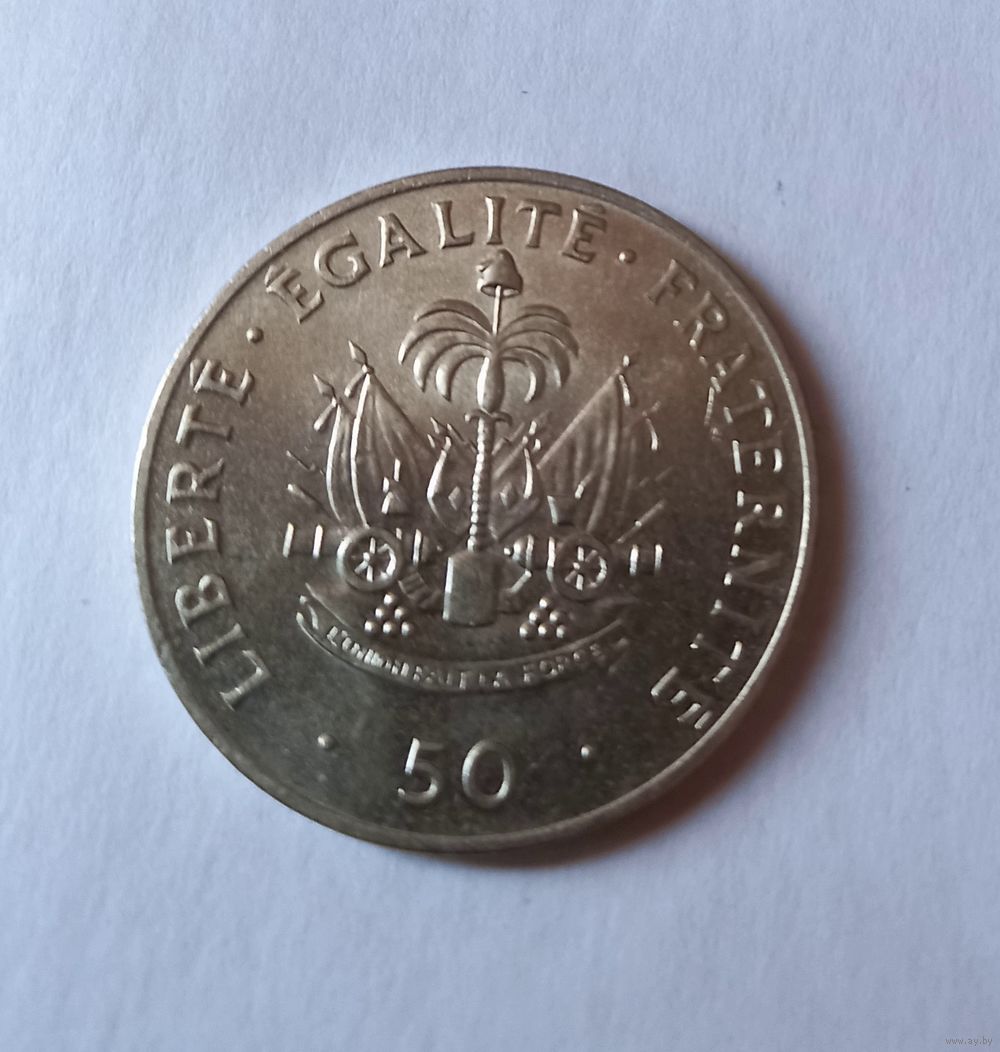 LIBERTÉ · ÉGALITÉ · FRATERNITÉ
L'UNION FAIT LA FORCE
· 50 ·
www.ay.by